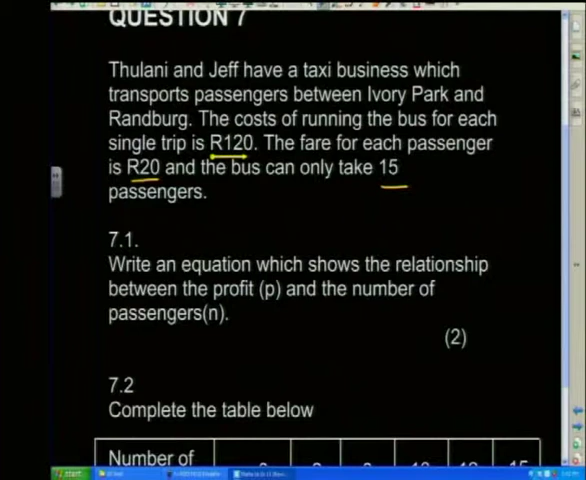 QUESTION 7
Thulani and Jeff have a taxi business which
transports passengers between Ivory Park and
Randburg. The costs of running the bus for each
single trip is R120. The fare for each passenger
is R20 and the bus can only take 15
passengers.
7.1.
Write an equation which shows the relationship
between the profit (p) and the number of
passengers(n).
(2)
7.2
Complete the table below
Number of
start